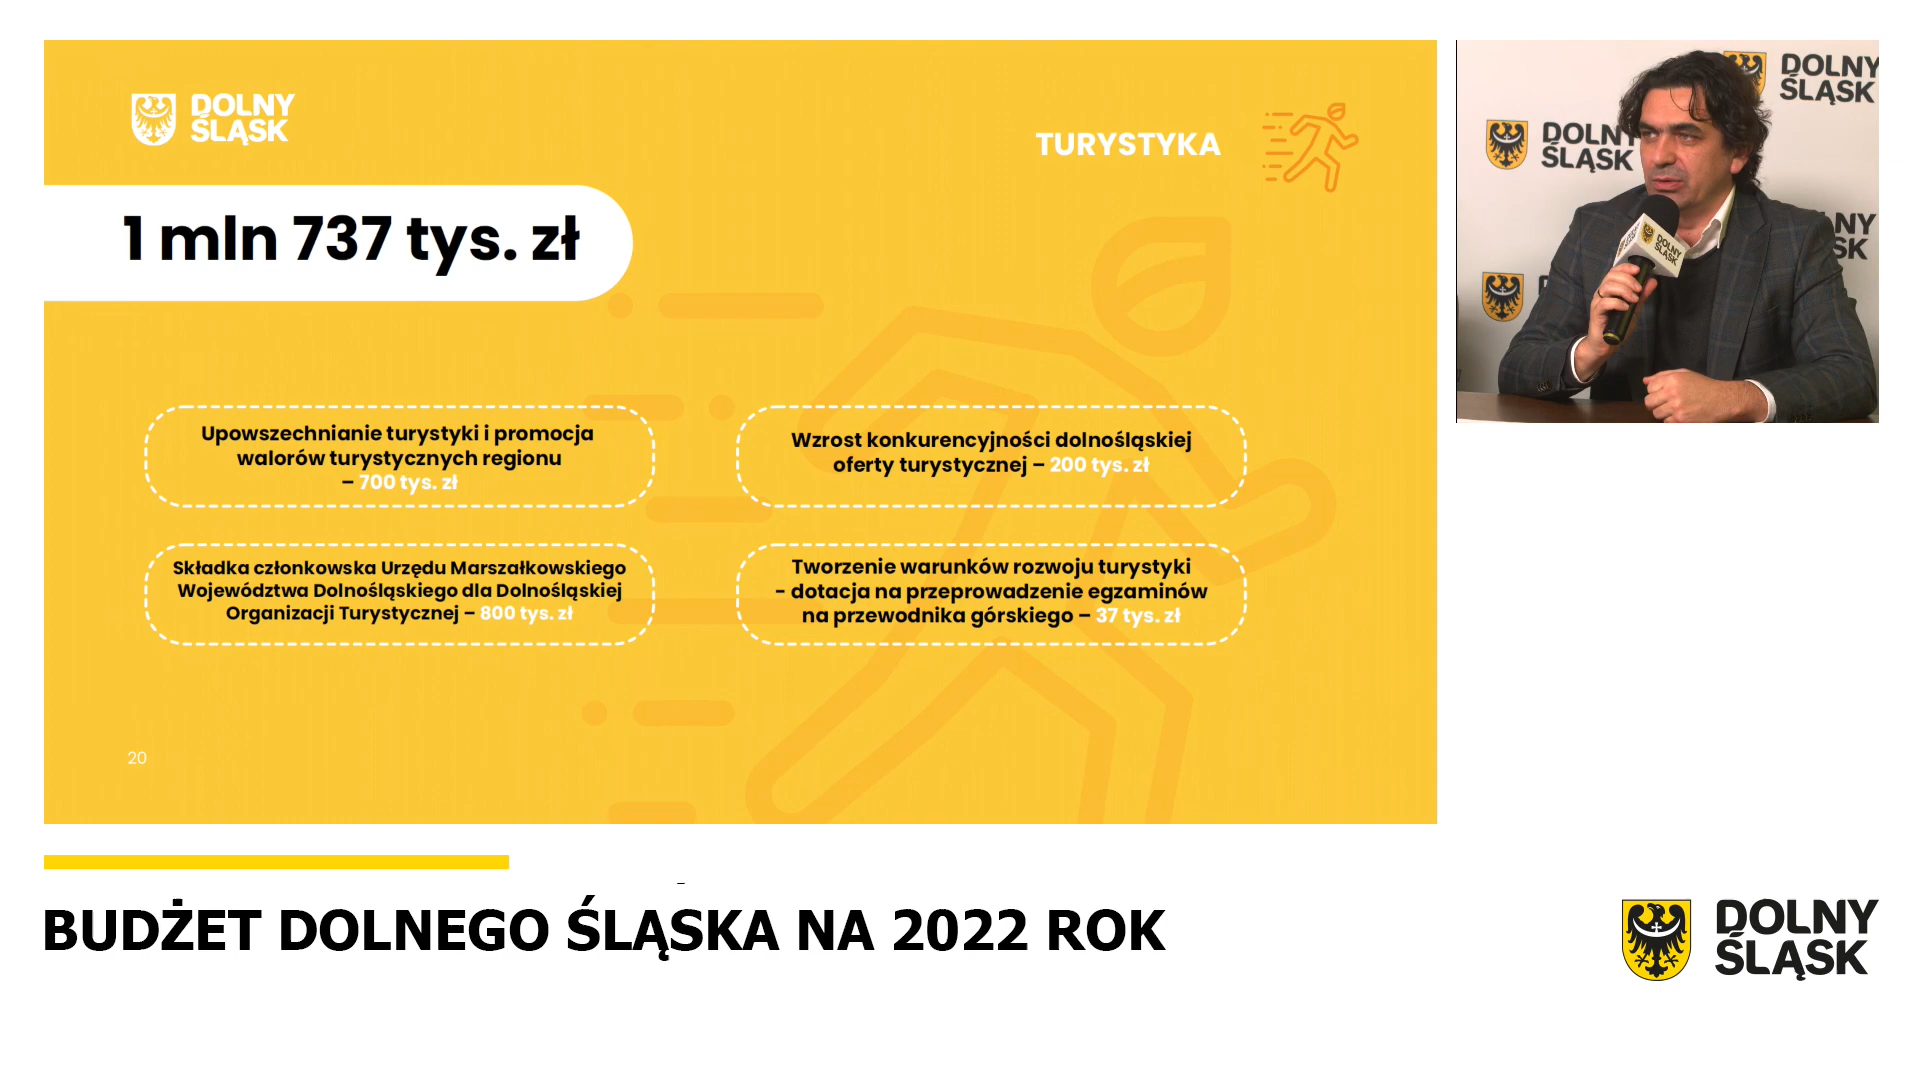 DOLNY
ŚLĄSK
TURYSTYKA
1 mln 737 tys. zł
Upowszechnianie turystyki i promocja
walorów turystycznych regionu
– 700 tys. zł
Wzrost konkurencyjności dolnośląskiej
oferty turystycznej – 200 tys. zł
Składka członkowska Urzędu Marszałkowskiego
Województwa Dolnośląskiego dla Dolnośląskiej
Organizacji Turystycznej – 800 tys. zł
Tworzenie warunków rozwoju turystyki
- dotacja na przeprowadzenie egzaminów
na przewodnika górskiego – 37 tys. zł
20
DOLNY
ŚLĄSK
DOLNY
ŚLĄSK
DOLNY
ŚLĄSK
BUDŻET DOLNEGO ŚLĄSKA NA 2022 ROK
DOLNY
ŚLĄSK